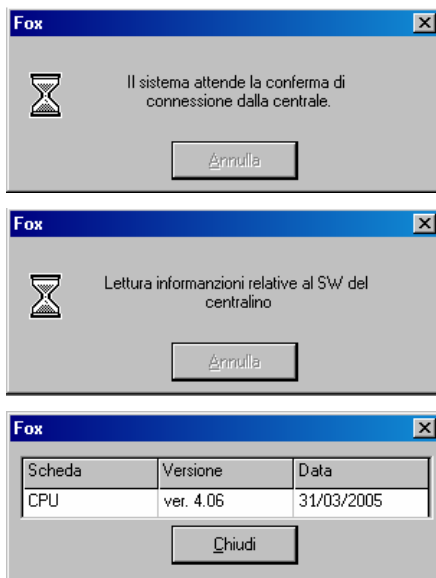 Fox
Il sistema attende la conferma di
connessione dalla centrale.
Annulla
Fox
Lettura informanzioni relative al SW del
centralino
Annulla
Fox
Scheda Versione Data
CPU ver. 4.06 31/03/2005
Chiudi